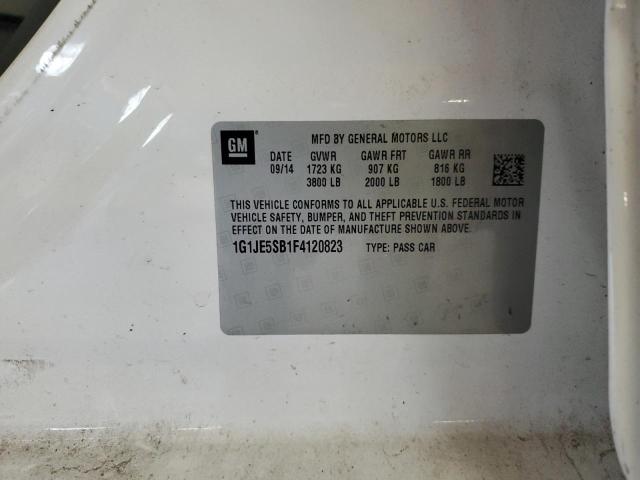 GM MFD BY GENERAL MOTORS LLC
DATE GVWR GAWR FRT GAWR RR
09/14 1723 KG 907 KG 816 KG
3800 LB 2000 LB 1800 LB
THIS VEHICLE CONFORMS TO ALL APPLICABLE U.S. FEDERAL MOTOR
VEHICLE SAFETY, BUMPER, AND THEFT PREVENTION STANDARDS IN
EFFECT ON THE DATE OF MANUFACTURE SHOWN ABOVE.
1G1JE5SB1F4120823 TYPE: PASS CAR